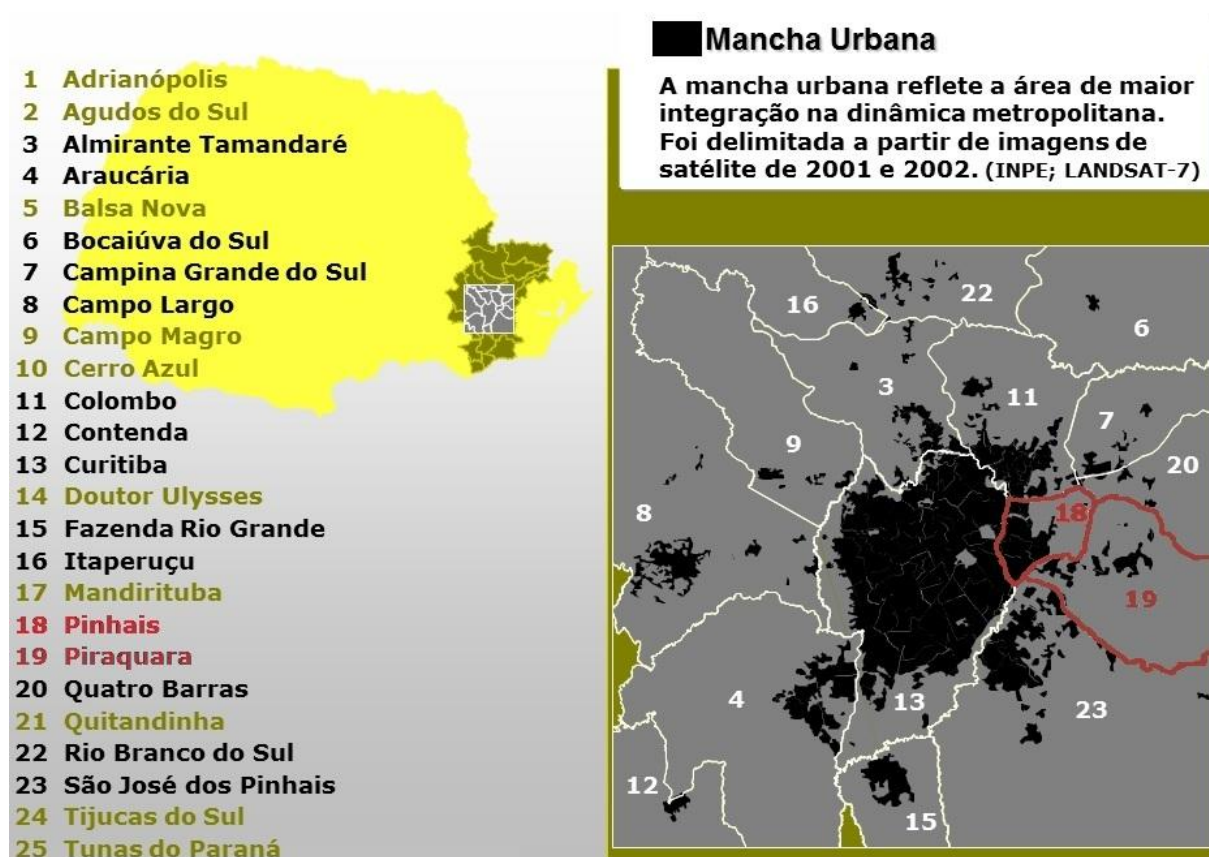 1 Adrianópolis
2 Agudos do Sul
3 Almirante Tamandaré
4 Araucária
5 Balsa Nova
6 Bocaiúva do Sul
7 Campina Grande do Sul
8 Campo Largo
9 Campo Magro
10 Cerro Azul
11 Colombo
12 Contenda
13 Curitiba
14 Doutor Ulysses
15 Fazenda Rio Grande
16 Itaperuçu
17 Mandirituba
18 Pinhais
19 Piraquara
20 Quatro Barras
21 Quitandinha
22 Rio Branco do Sul
23 São José dos Pinhais
24 Tijucas do Sul
25 Tunas do Paraná
Mancha Urbana
A mancha urbana reflete a área de maior
integração na dinâmica metropolitana.
Foi delimitada a partir de imagens de
satélite de 2001 e 2002. (INPE; LANDSAT-7)
16
22
6
3
11
7
9
20
8
18
19
4
13
23
12
15